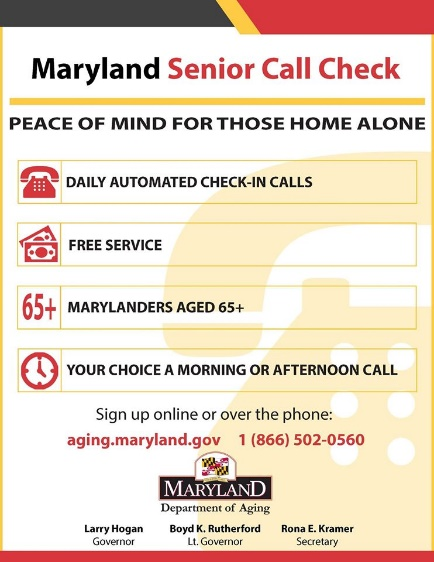 Maryland Senior Call Check
PEACE OF MIND FOR THOSE HOME ALONE
DAILY AUTOMATED CHECK-IN CALLS
FREE SERVICE
65+ MARYLANDERS AGED 65+
YOUR CHOICE A MORNING OR AFTERNOON CALL
Sign up online or over the phone:
aging.maryland.gov 1 (866) 502-0560
MARYLAND
Department of Aging
Larry Hogan Boyd K. Rutherford Rona E. Kramer
Governor Lt. Governor Secretary